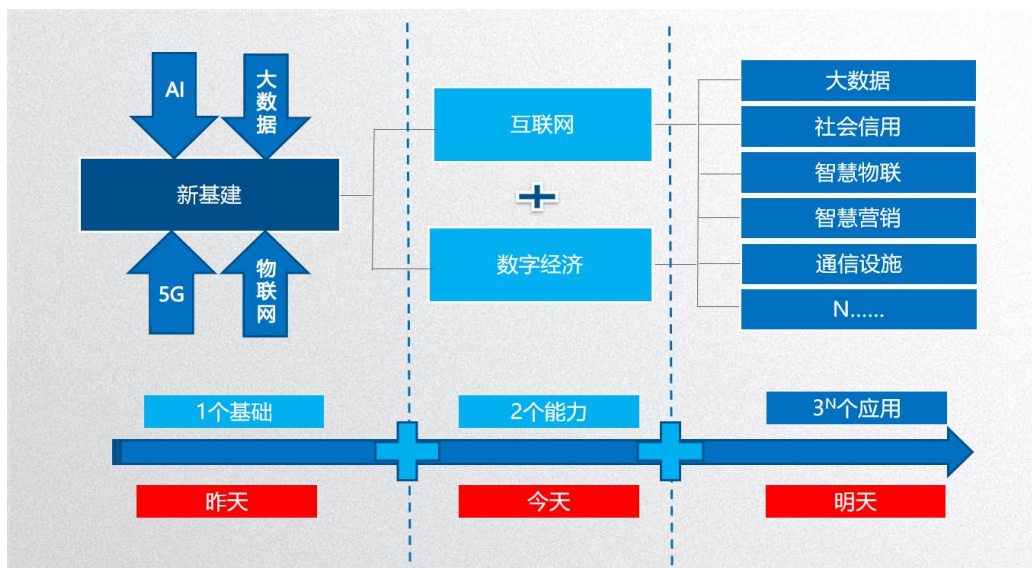 AI
大数据
新基建
5G
物联网
互联网
数字经济
大数据
社会信用
智慧物联
智慧营销
通信设施
N……
1个基础
2个能力
3ᴺ个应用
昨天
今天
明天